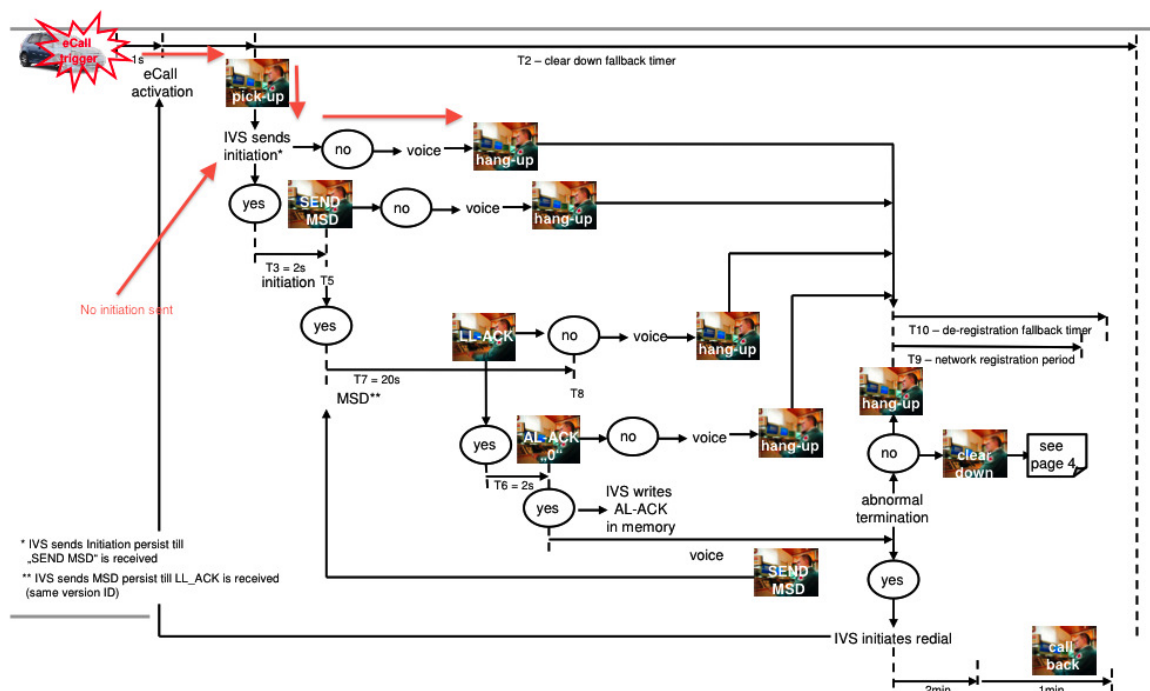 eCall
trigger
1s
eCall
activation
T2 – clear down fallback timer
pick-up
IVS sends
initiation*
no
voice
hang-up
yes
SEND
MSD
no
voice
hang-up
T3 = 2s
initiation
T5
No initiation sent
yes
LL-ACK
no
voice
hang-up
T10 – de-registration fallback timer
T9 – network registration period
T7 = 20s
MSD**
T8
hang-up
yes
AL-ACK
„0“
no
voice
hang-up
no
clear
down
see
page 4
T6 = 2s
yes
IVS writes
AL-ACK
in memory
abnormal
termination
* IVS sends Initiation persist till
„SEND MSD“ is received
** IVS sends MSD persist till LL_ACK is received
(same version ID)
voice
SEND
MSD
yes
IVS initiates redial
call
back
2min
1min